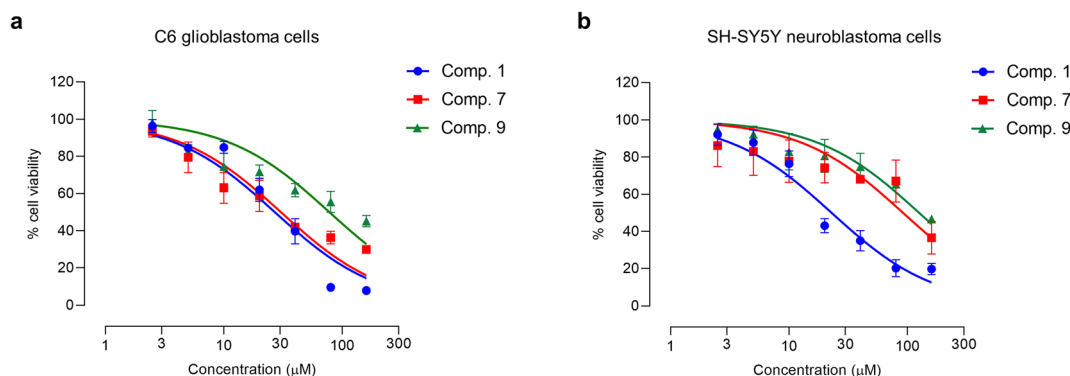 a
C6 glioblastoma cells
Comp. 1
Comp. 7
Comp. 9
% cell viability
120
100
80
60
40
20
0
1
3
10
30
100
300
Concentration (μM)
b
SH-SY5Y neuroblastoma cells
Comp. 1
Comp. 7
Comp. 9
% cell viability
120
100
80
60
40
20
0
1
3
10
30
100
300
Concentration (μM)